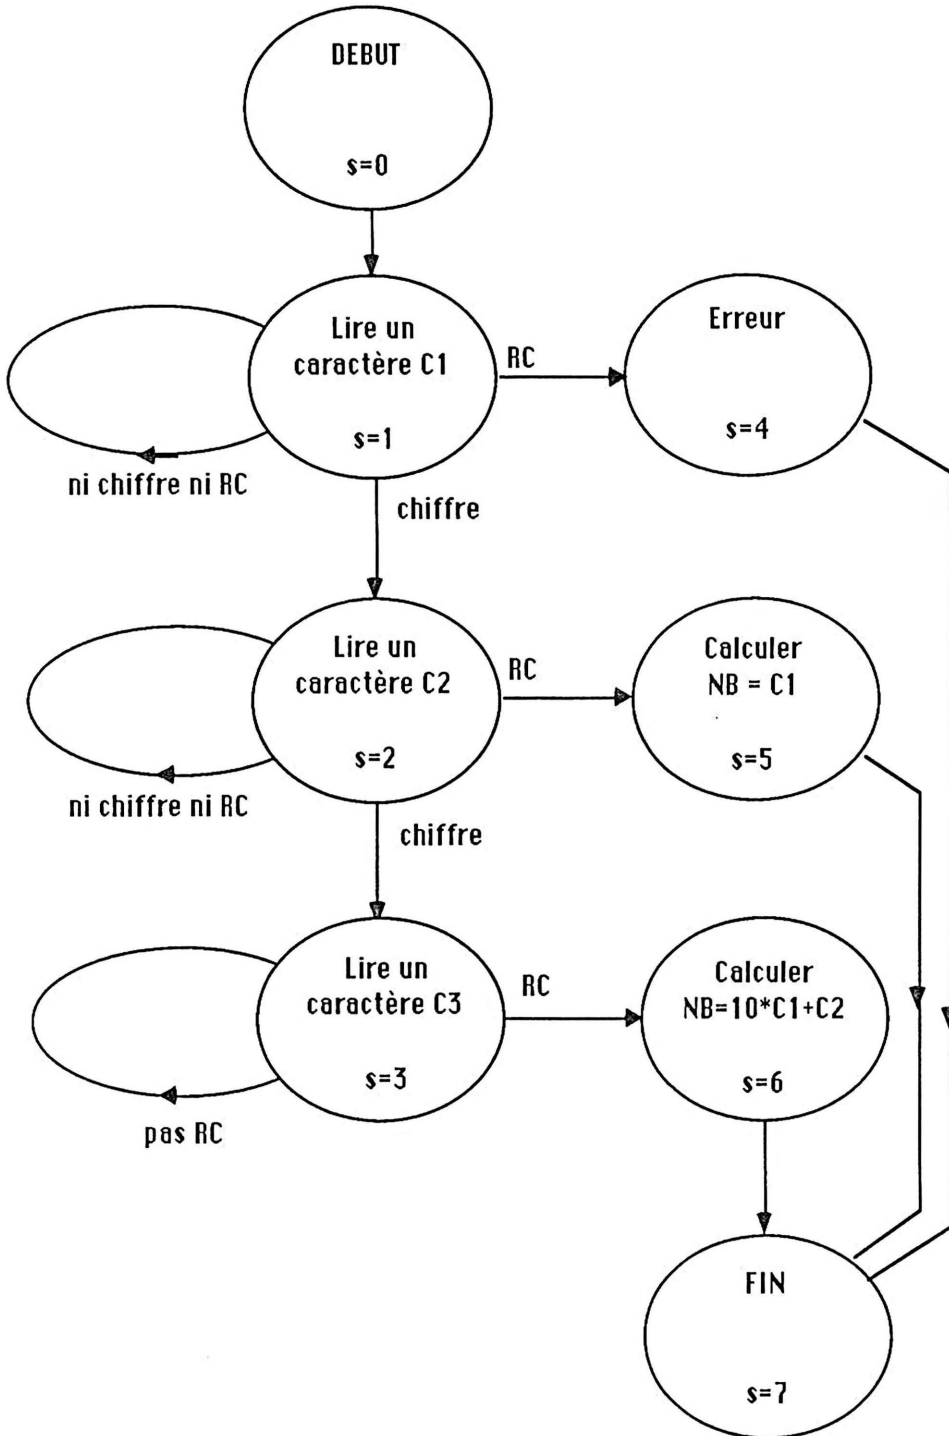 DEBUT
s=0
Lire un
caractère C1
s=1
RC
Erreur
s=4
ni chiffre ni RC
chiffre
Lire un
caractère C2
s=2
RC
Calculer
NB = C1
s=5
ni chiffre ni RC
chiffre
Lire un
caractère C3
s=3
RC
Calculer
NB=10*C1+C2
s=6
pas RC
FIN
s=7